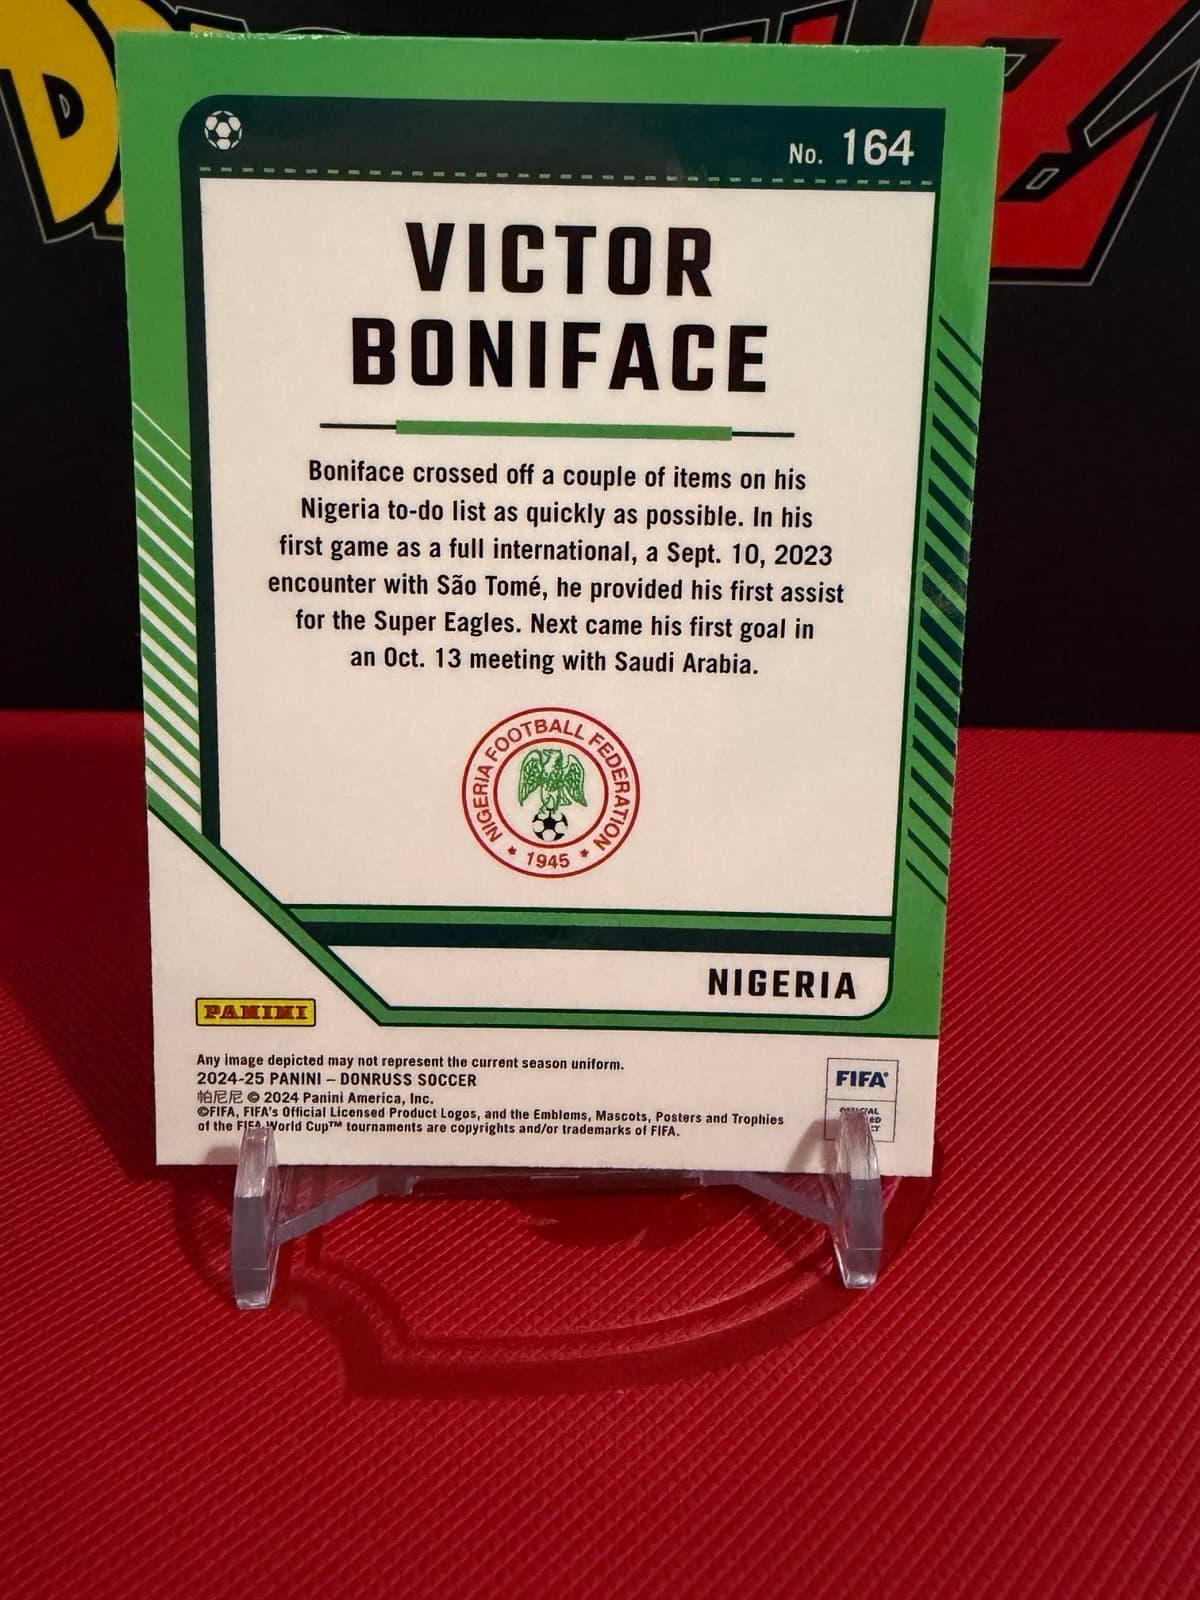 No. 164
VICTOR
BONIFACE
Boniface crossed off a couple of items on his
Nigeria to-do list as quickly as possible. In his
first game as a full international, a Sept. 10, 2023
encounter with São Tomé, he provided his first assist
for the Super Eagles. Next came his first goal in
an Oct. 13 meeting with Saudi Arabia.
NIGERIA FOOTBALL FEDERATION
1945
NIGERIA
PANINI
Any image depicted may not represent the current season uniform.
2024-25 PANINI – DONRUSS SOCCER
帕尼尼 © 2024 Panini America, Inc.
©FIFA, FIFA's Official Licensed Product Logos, and the Emblems, Mascots, Posters and Trophies
of the FIFA World Cup™ tournaments are copyrights and/or trademarks of FIFA.
FIFA®